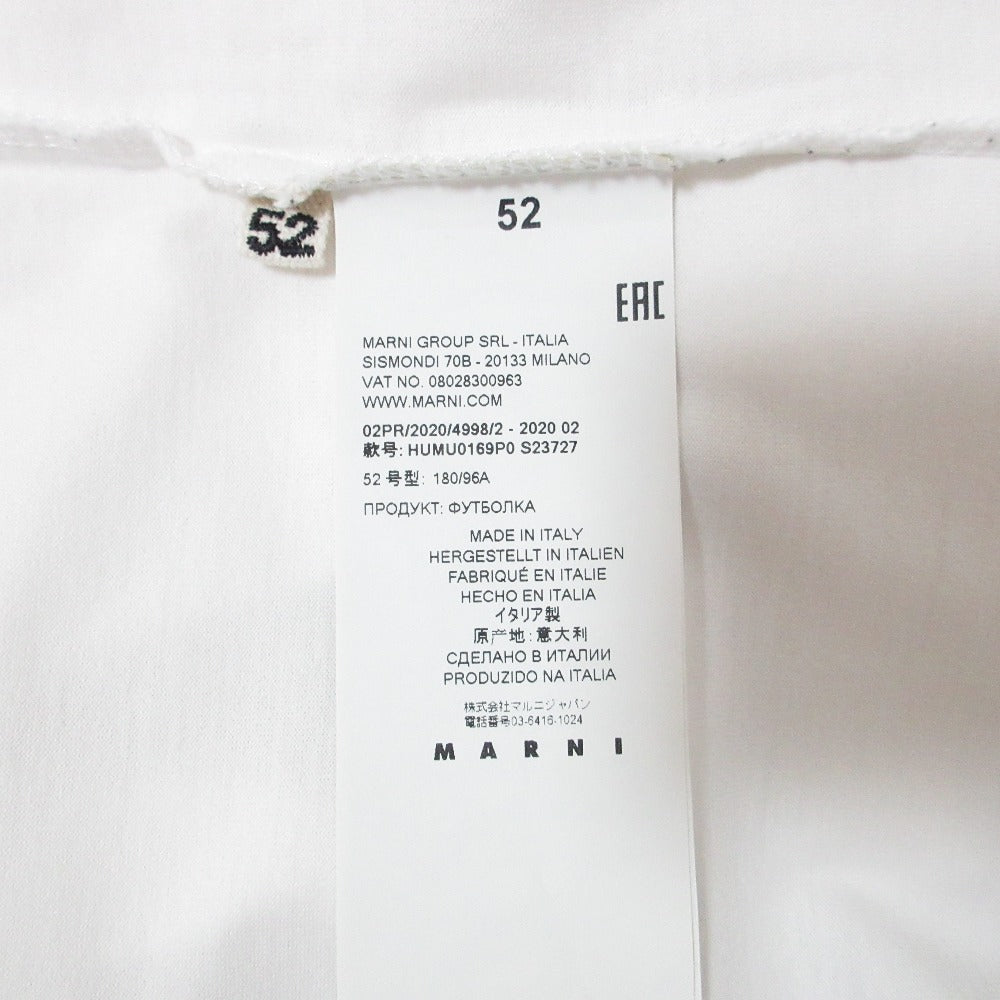 52
52
EAC
MARNI GROUP SRL - ITALIA
SISMONDI 70B - 20133 MILANO
VAT NO. 08028300963
WWW.MARNI.COM
02PR/2020/4998/2 - 2020 02
款号: HUMU0169P0 S23727
52 号型: 180/96A
ПРОДУКТ: ФУТБОЛКА
MADE IN ITALY
HERGESTELLT IN ITALIEN
FABRIQUÉ EN ITALIE
HECHO EN ITALIA
イタリア製
原产地: 意大利
СДЕЛАНО В ИТАЛИИ
PRODUZIDO NA ITALIA
株式会社マルニジャパン
電話番号03-6416-1024
MARNI